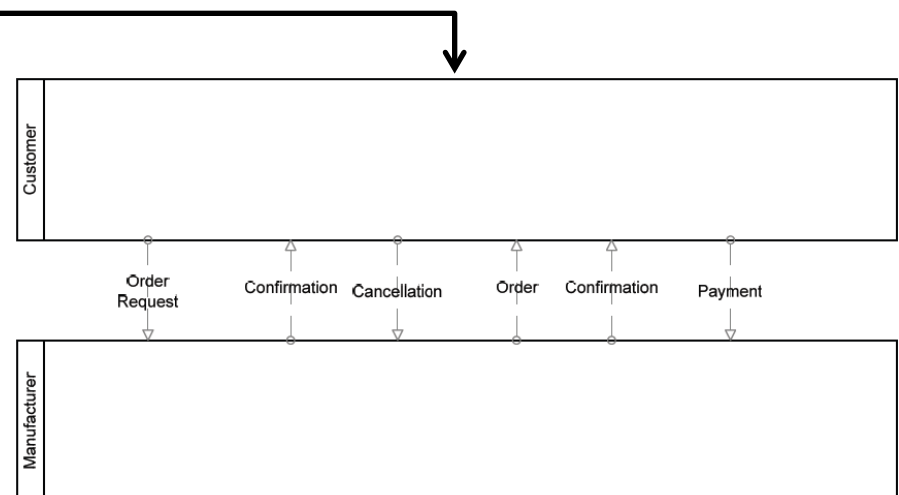 Customer
Order
Request
Confirmation
Cancellation
Order
Confirmation
Payment
Manufacturer